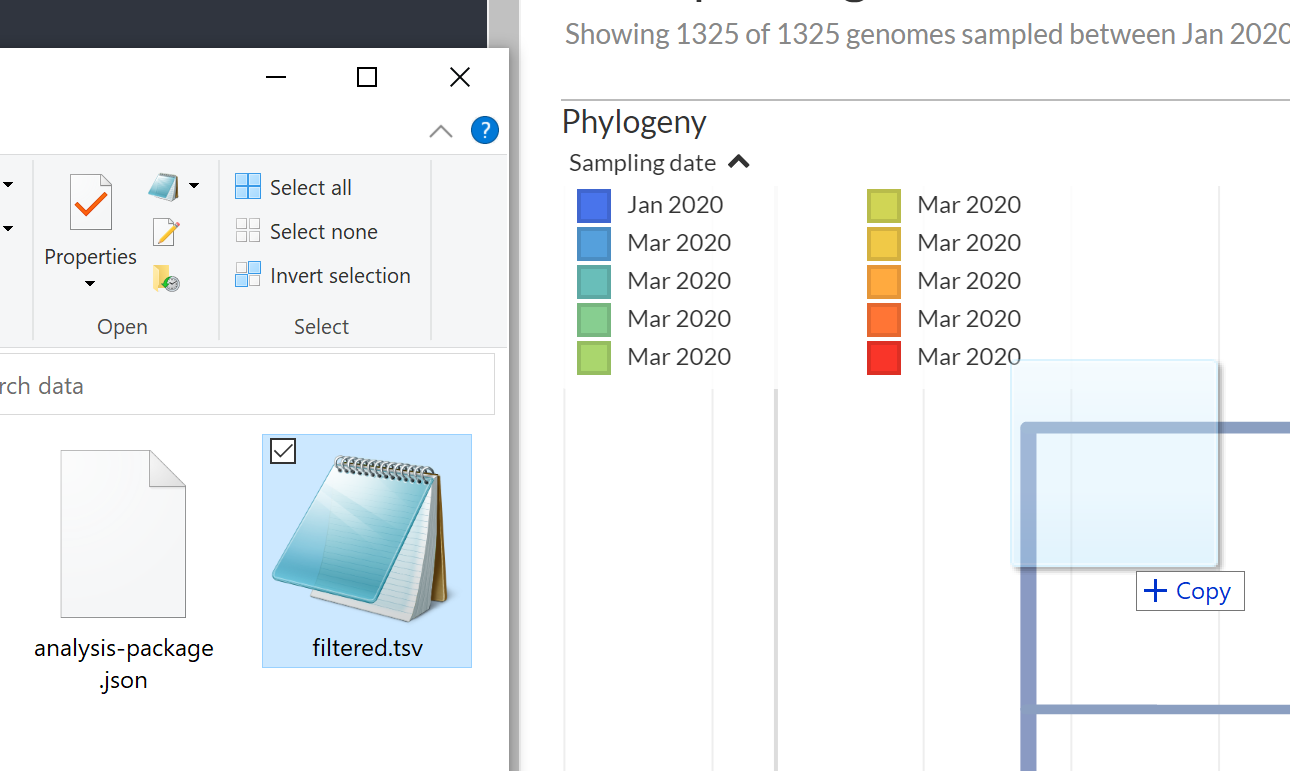 Showing 1325 of 1325 genomes sampled between Jan 2020
?
Phylogeny
Sampling date
Select all
Select none
Invert selection
Properties
Open
Select
Jan 2020
Mar 2020
Mar 2020
Mar 2020
Mar 2020
Mar 2020
Mar 2020
Mar 2020
Mar 2020
Mar 2020
rch data
analysis-package
.json
filtered.tsv
+ Copy